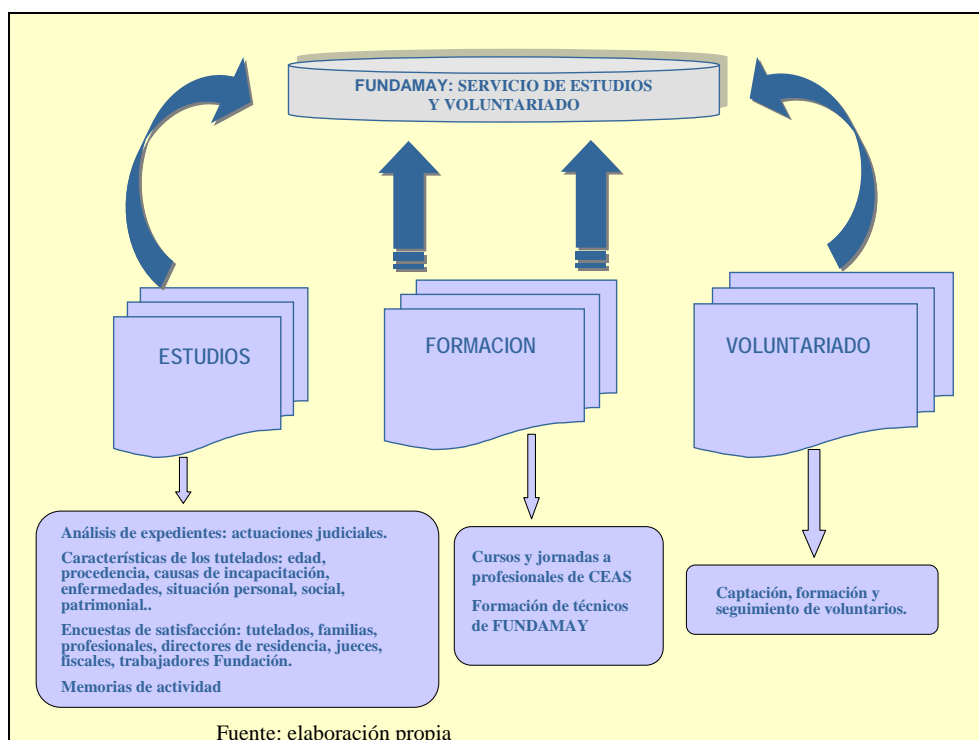 FUNDAMAY: SERVICIO DE ESTUDIOS
Y VOLUNTARIADO
ESTUDIOS
FORMACION
VOLUNTARIADO
Análisis de expedientes: actuaciones judiciales.
Características de los tutelados: edad,
procedencia, causas de incapacitación,
enfermedades, situación personal, social,
patrimonial..
Encuestas de satisfacción: tutelados, familias,
profesionales, directores de residencia, jueces,
fiscales, trabajadores Fundación.
Memorias de actividad
Cursos y jornadas a
profesionales de CEAS
Formación de técnicos
de FUNDAMAY
Captación, formación y
seguimiento de voluntarios.
Fuente: elaboración propia